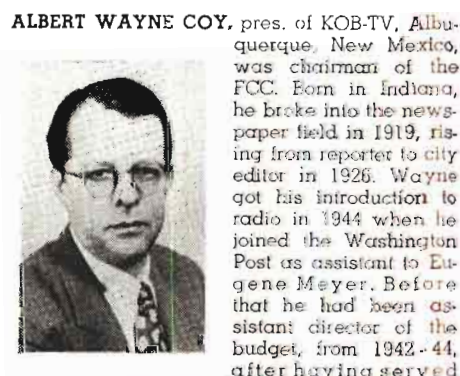 ALBERT WAYNE COY, pres. of KOB-TV, Albu-
querque, New Mexico,
was chairman of the
FCC. Born in Indiana,
he broke into the news-
paper field in 1919, ris-
ing from reporter to city
editor in 1926. Wayne
got his introduction to
radio in 1944 when he
joined the Washington
Post as assistant to Eu-
gene Meyer. Before
that he had been as-
sistant director of the
budget, from 1942-44,
after having served